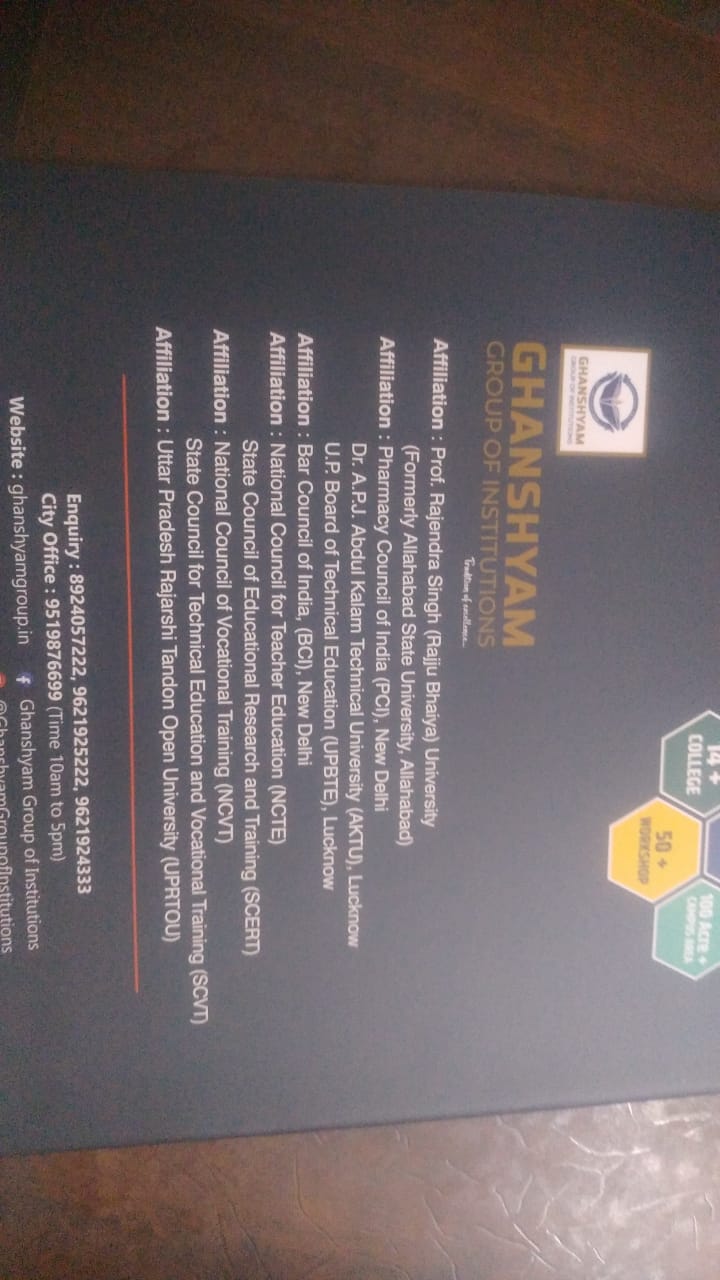 14 +
COLLEGE
100 Acre +
CAMPUS AREA
50 +
WORKSHOP
GHANSHYAM
GROUP OF INSTITUTIONS
GHANSHYAM
GROUP OF INSTITUTIONS
Tradition of excellence...
Affiliation : Prof. Rajendra Singh (Rajju Bhaiya) University
(Formerly Allahabad State University, Allahabad)
Affiliation : Pharmacy Council of India (PCI), New Delhi
Dr. A.P.J. Abdul Kalam Technical University (AKTU), Lucknow
U.P. Board of Technical Education (UPBTE), Lucknow
Affiliation : Bar Council of India, (BCI), New Delhi
Affiliation : National Council for Teacher Education (NCTE)
State Council of Educational Research and Training (SCERT)
Affiliation : National Council of Vocational Training (NCVT)
State Council for Technical Education and Vocational Training (SCVT)
Affiliation : Uttar Pradesh Rajarshi Tandon Open University (UPRTOU)
Enquiry : 8924057222, 9621925222, 9621924333
City Office : 9519876699 (Time 10am to 5pm)
Website : ghanshyamgroup.in f Ghanshyam Group of Institutions
@GhanshyamGroupofInstitutions